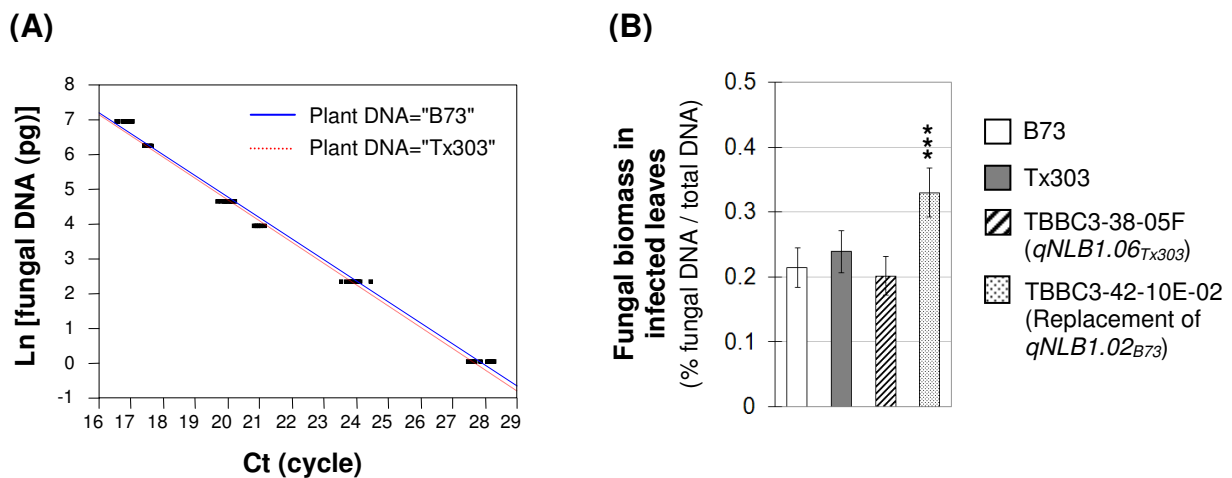 (A)
Ln [fungal DNA (pg)]
8
7
6
5
4
3
2
1
0
-1
16 17 18 19 20 21 22 23 24 25 26 27 28 29
Ct (cycle)
Plant DNA="B73"
Plant DNA="Tx303"
(B)
Fungal biomass in
infected leaves
(% fungal DNA / total DNA)
0.5
0.4
0.3
0.2
0.1
0
***
B73
Tx303
TBBC3-38-05F
(qNLB1.06Tx303)
TBBC3-42-10E-02
(Replacement of
qNLB1.02B73)